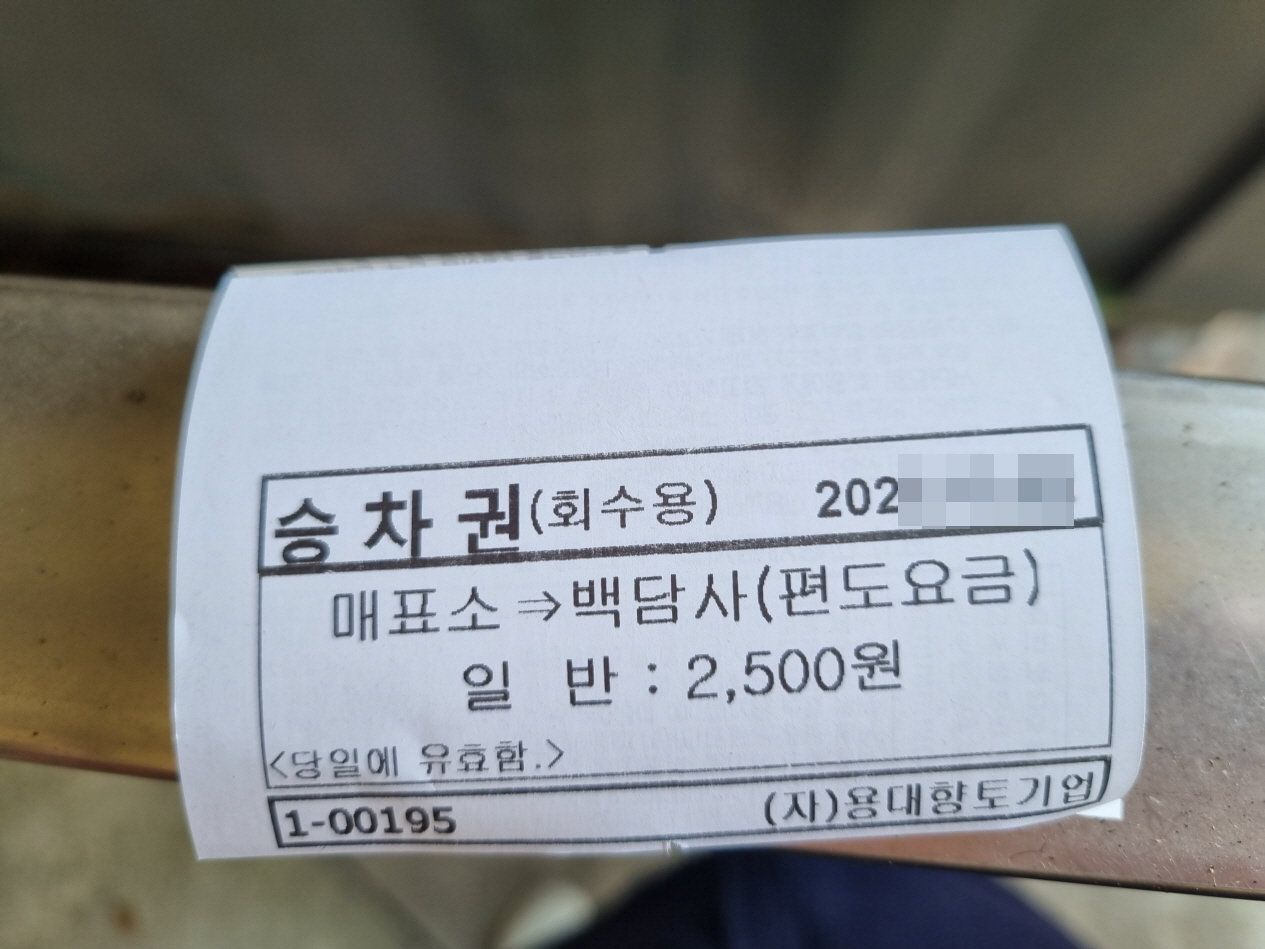 승차권(회수용) 202
매표소⇒백담사(편도요금)
일 반 : 2,500원
<당일에 유효함.>
1-00195 (자)용대향토기업